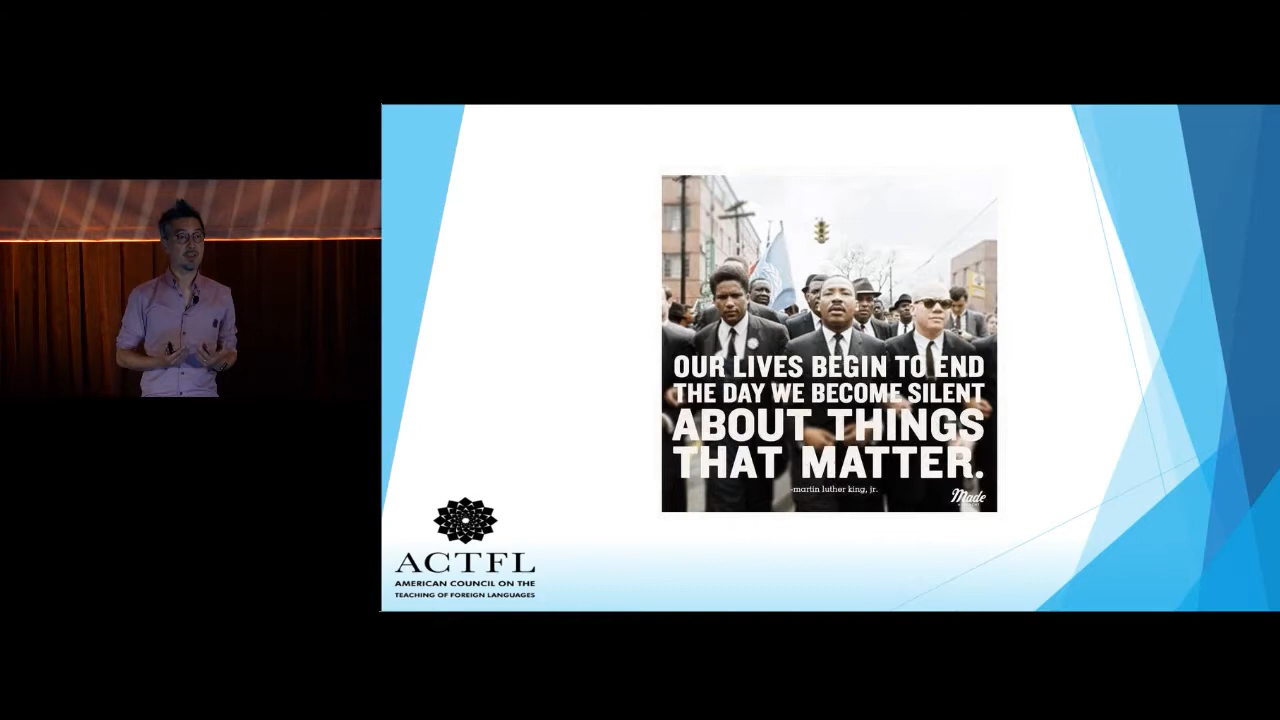 OUR LIVES BEGIN TO END
THE DAY WE BECOME SILENT
ABOUT THINGS
THAT MATTER.
-martin luther king, jr.
Made
ACTFL
AMERICAN COUNCIL ON THE
TEACHING OF FOREIGN LANGUAGES